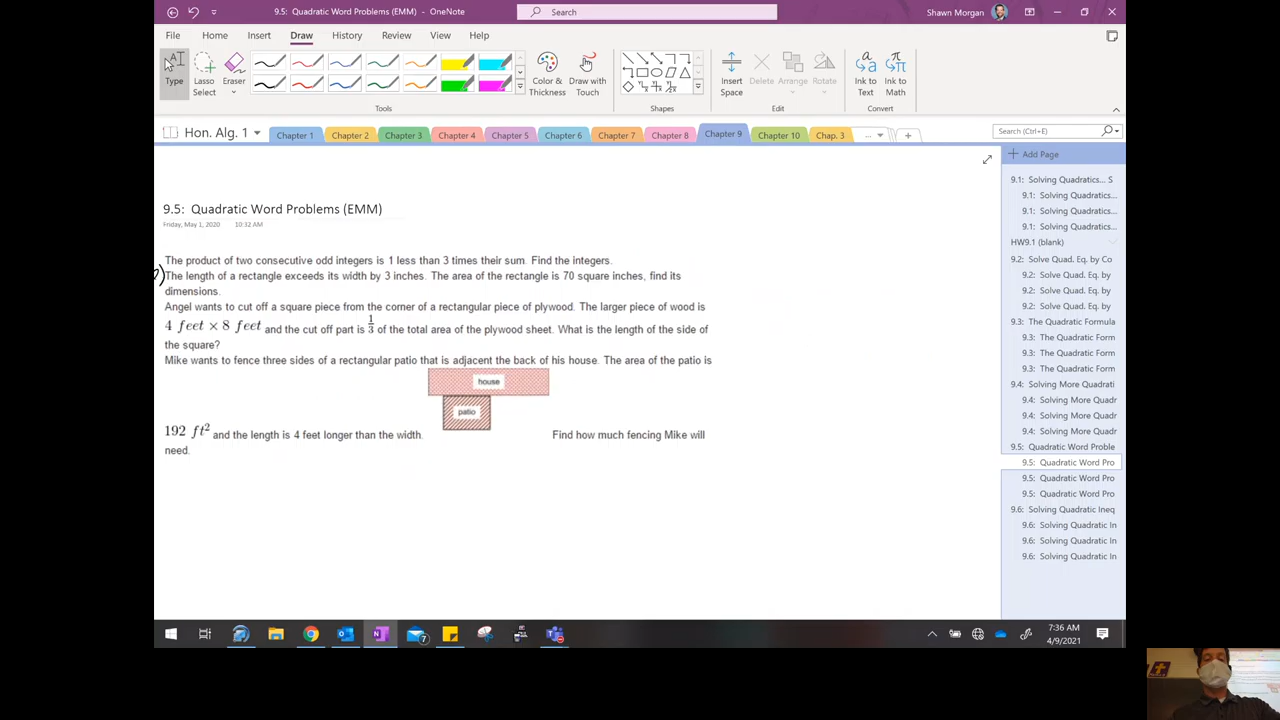 9.5: Quadratic Word Problems (EMM) - OneNote
Search
Shawn Morgan
File Home Insert Draw History Review View Help
Type
Lasso Select
Eraser
Color & Thickness
Draw with Touch
Insert Space
Delete
Arrange
Rotate
Ink to Text
Ink to Math
Tools
Shapes
Edit
Convert
Hon. Alg. 1
Chapter 1 Chapter 2 Chapter 3 Chapter 4 Chapter 5 Chapter 6 Chapter 7 Chapter 8 Chapter 9 Chapter 10 Chap. 3 ... +
Search (Ctrl+E)
Add Page
9.5: Quadratic Word Problems (EMM)
Friday, May 1, 2020 10:32 AM
The product of two consecutive odd integers is 1 less than 3 times their sum. Find the integers.
The length of a rectangle exceeds its width by 3 inches. The area of the rectangle is 70 square inches, find its
dimensions.
Angel wants to cut off a square piece from the corner of a rectangular piece of plywood. The larger piece of wood is
4 feet × 8 feet and the cut off part is 1/3 of the total area of the plywood sheet. What is the length of the side of
the square?
Mike wants to fence three sides of a rectangular patio that is adjacent the back of his house. The area of the patio is
house
patio
192 ft² and the length is 4 feet longer than the width. Find how much fencing Mike will
need.
9.1: Solving Quadratics... S
9.1: Solving Quadratics...
9.1: Solving Quadratics...
9.1: Solving Quadratics...
HW9.1 (blank)
9.2: Solve Quad. Eq. by Co
9.2: Solve Quad. Eq. by
9.2: Solve Quad. Eq. by
9.2: Solve Quad. Eq. by
9.3: The Quadratic Formula
9.3: The Quadratic Form
9.3: The Quadratic Form
9.3: The Quadratic Form
9.4: Solving More Quadrati
9.4: Solving More Quadr
9.4: Solving More Quadr
9.4: Solving More Quadr
9.5: Quadratic Word Proble
9.5: Quadratic Word Pro
9.5: Quadratic Word Pro
9.5: Quadratic Word Pro
9.6: Solving Quadratic Ineq
9.6: Solving Quadratic In
9.6: Solving Quadratic In
9.6: Solving Quadratic In
7:36 AM
4/9/2021